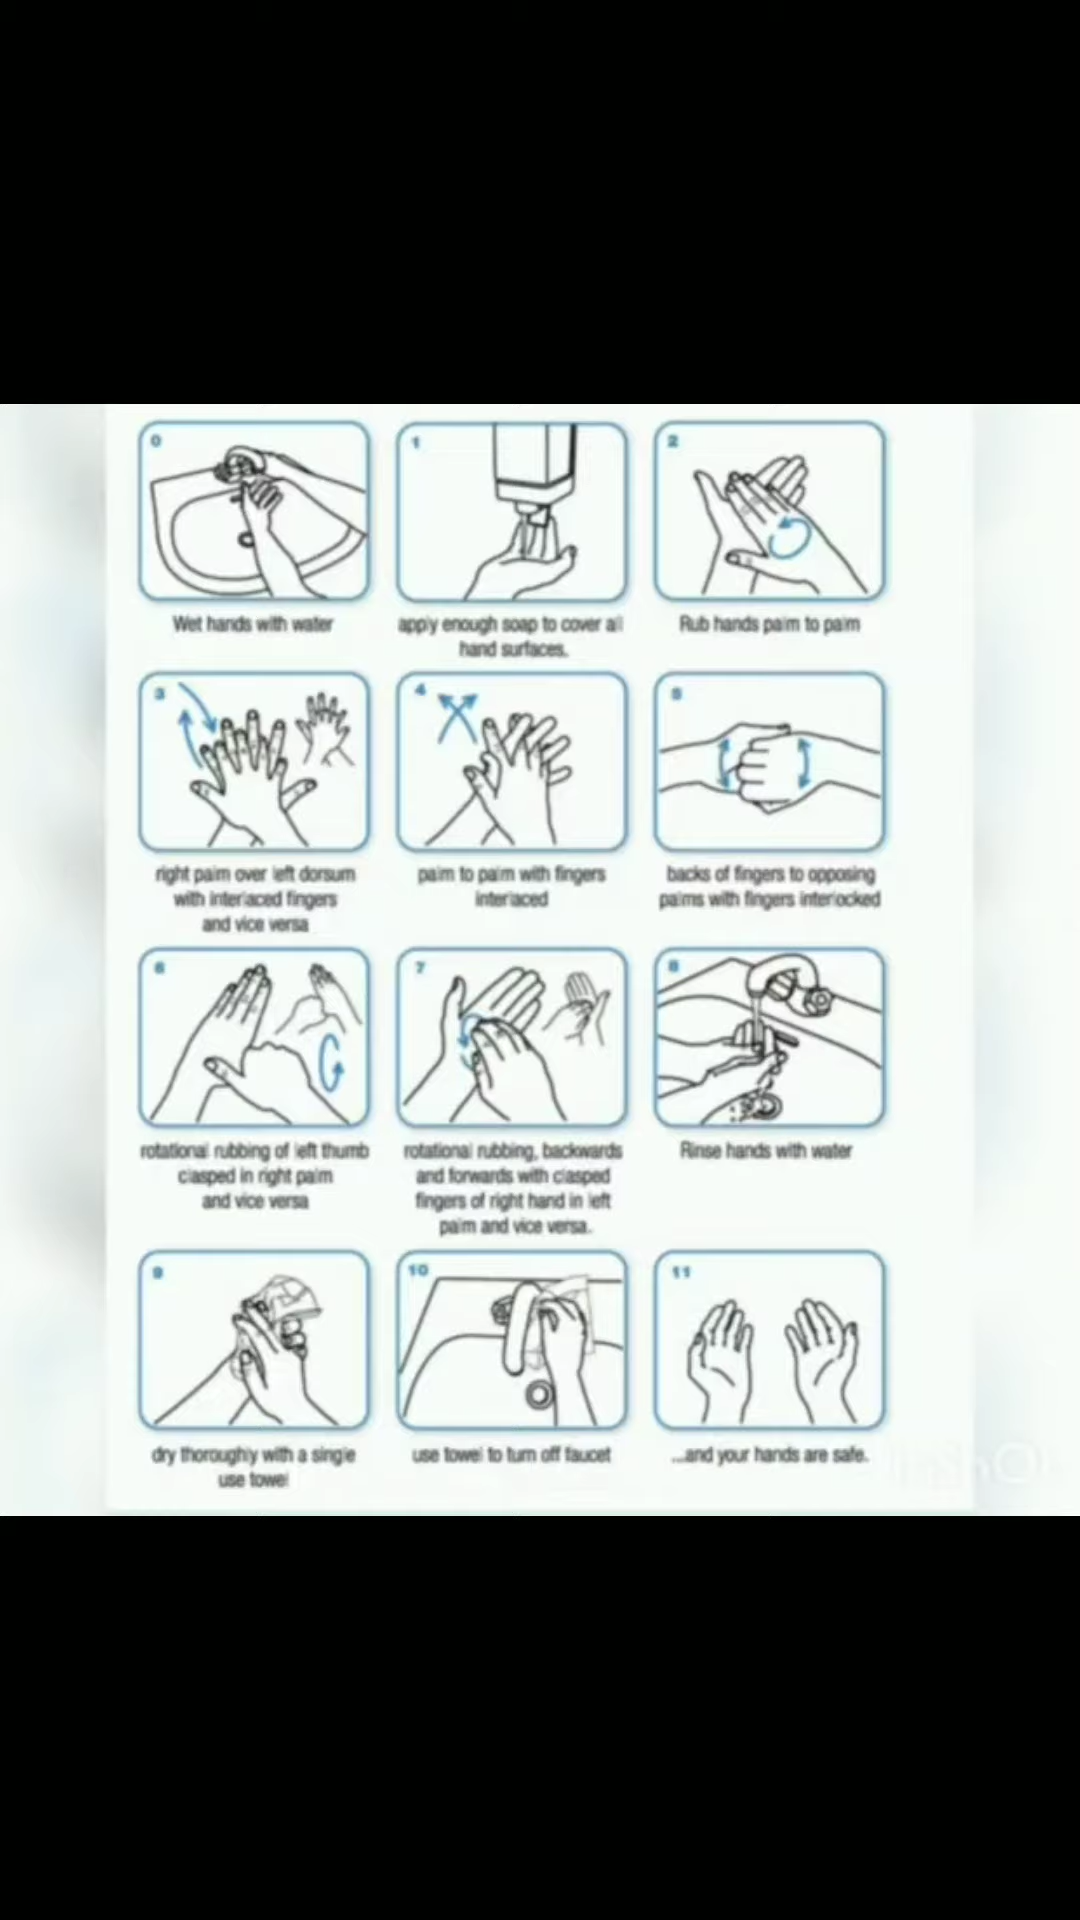 0
1
2
Wet hands with water
apply enough soap to cover all
hand surfaces.
Rub hands palm to palm
3
4
5
right palm over left dorsum
with interlaced fingers
and vice versa
palm to palm with fingers
interlaced
backs of fingers to opposing
palms with fingers interlocked
6
7
8
rotational rubbing of left thumb
clasped in right palm
and vice versa
rotational rubbing, backwards
and forwards with clasped
fingers of right hand in left
palm and vice versa.
Rinse hands with water
9
10
11
dry thoroughly with a single
use towel
use towel to turn off faucet
...and your hands are safe.